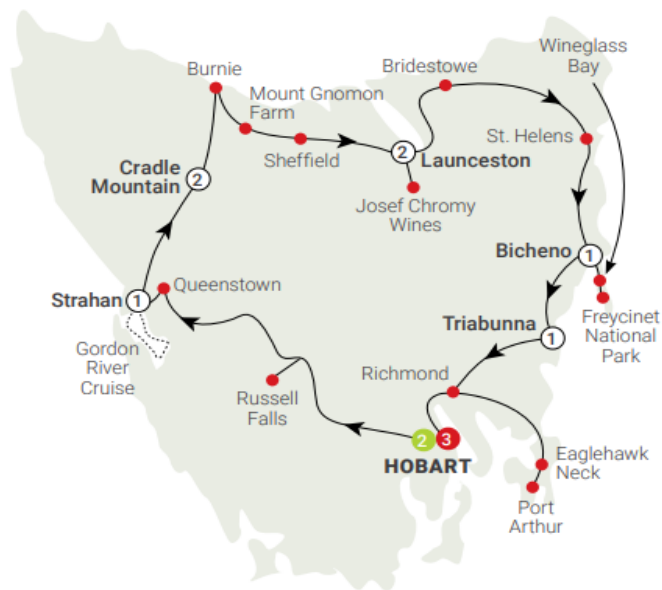 Wineglass
Bay
Burnie
Bridestowe
Mount Gnomon
Farm
St. Helens
Sheffield
2
Launceston
Cradle
Mountain
2
Josef Chromy
Wines
Bicheno
1
Queenstown
Strahan
1
Freycinet
National
Park
Triabunna
1
Gordon
River
Cruise
Richmond
Russell
Falls
2
3
HOBART
Eaglehawk
Neck
Port
Arthur